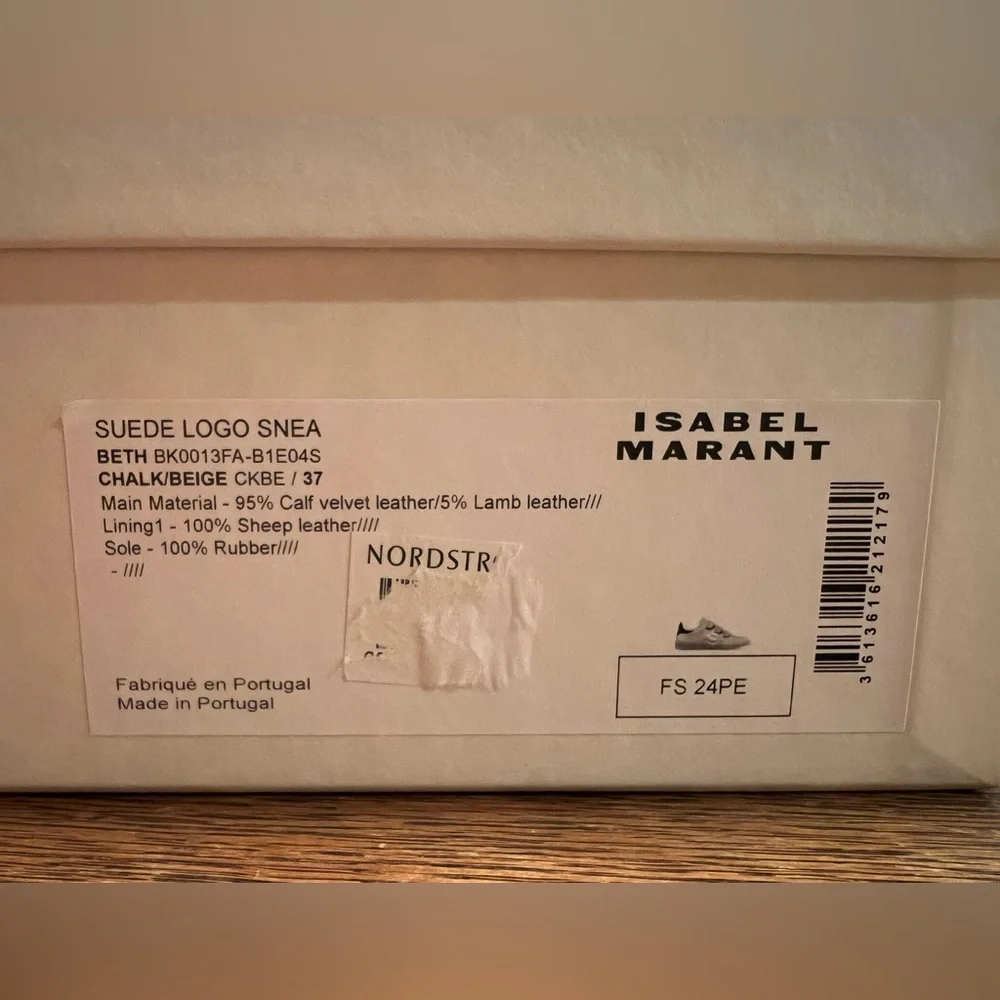 SUEDE LOGO SNEA
BETH BK0013FA-B1E04S
CHALK/BEIGE CKBE / 37
Main Material - 95% Calf velvet leather/5% Lamb leather///
Lining1 - 100% Sheep leather////
Sole - 100% Rubber////
- ////
Fabriqué en Portugal
Made in Portugal
NORDSTR
ISABEL
MARANT
3613616212179
FS 24PE